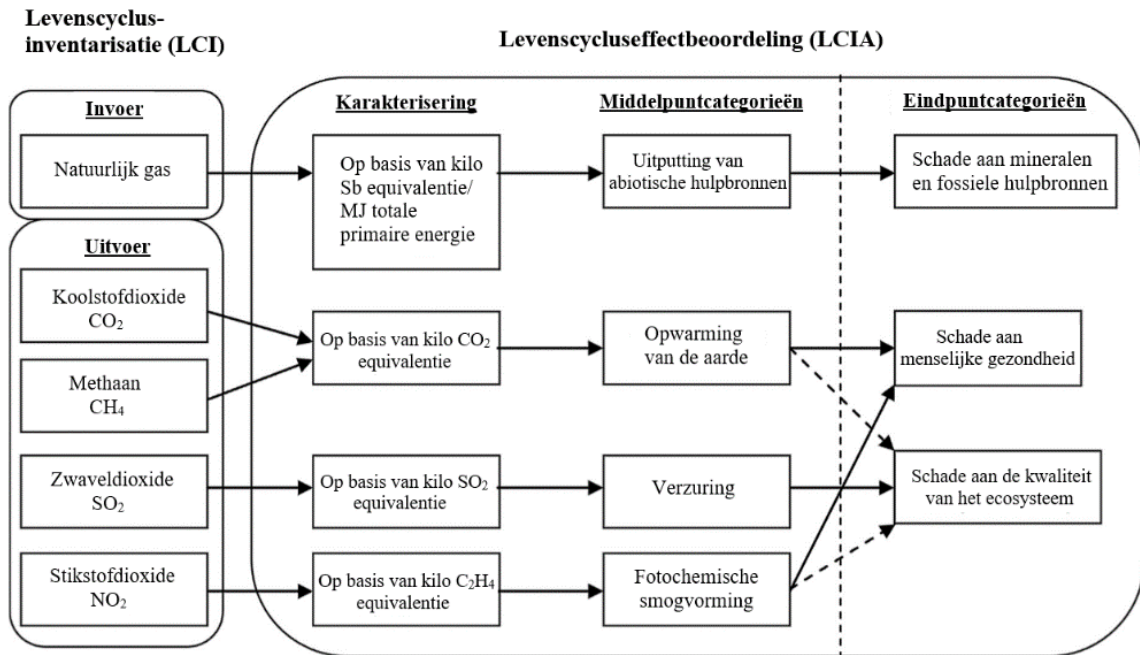 Levenscyclus-
inventarisatie (LCI)
Levenscycluseffectbeoordeling (LCIA)
Invoer
Natuurlijk gas
Uitvoer
Koolstofdioxide
CO₂
Methaan
CH₄
Zwaveldioxide
SO₂
Stikstofdioxide
NO₂
Karakterisering
Op basis van kilo
Sb equivalentie/
MJ totale
primaire energie
Op basis van kilo CO₂
equivalentie
Op basis van kilo SO₂
equivalentie
Op basis van kilo C₂H₄
equivalentie
Middelpuntcategorieën
Uitputting van
abiotische hulpbronnen
Opwarming
van de aarde
Verzuring
Fotochemische
smogvorming
Eindpuntcategorieën
Schade aan mineralen
en fossiele hulpbronnen
Schade aan
menselijke gezondheid
Schade aan de kwaliteit
van het ecosysteem